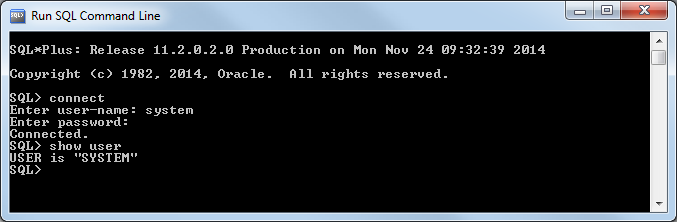 Run SQL Command Line
SQL*Plus: Release 11.2.0.2.0 Production on Mon Nov 24 09:32:39 2014
Copyright (c) 1982, 2014, Oracle.  All rights reserved.
SQL> connect
Enter user-name: system
Enter password:
Connected.
SQL> show user
USER is "SYSTEM"
SQL>